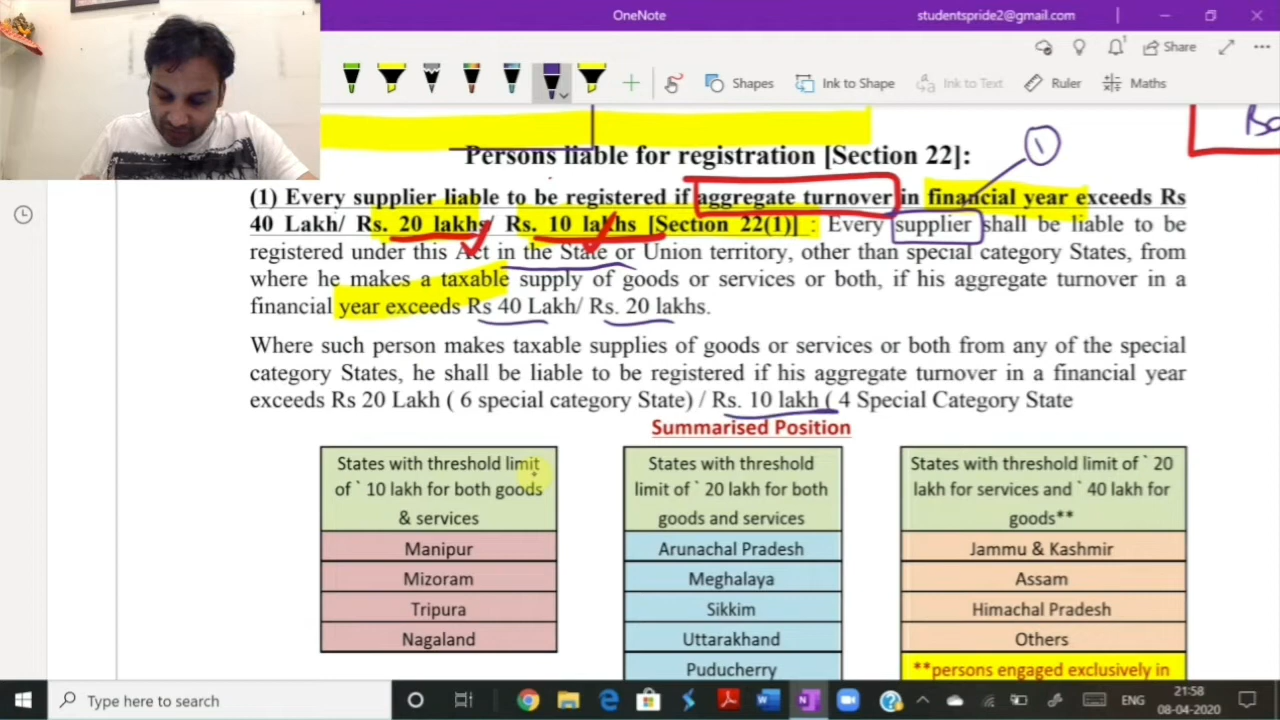 OneNote
studentspride2@gmail.com
Share
Shapes
Ink to Shape
Ink to Text
Ruler
Maths
Persons liable for registration [Section 22]:
1
(1) Every supplier liable to be registered if aggregate turnover in financial year exceeds Rs
40 Lakh/ Rs. 20 lakhs/ Rs. 10 lakhs [Section 22(1)] : Every supplier shall be liable to be
registered under this Act in the State or Union territory, other than special category States, from
where he makes a taxable supply of goods or services or both, if his aggregate turnover in a
financial year exceeds Rs 40 Lakh/ Rs. 20 lakhs.
Where such person makes taxable supplies of goods or services or both from any of the special
category States, he shall be liable to be registered if his aggregate turnover in a financial year
exceeds Rs 20 Lakh ( 6 special category State) / Rs. 10 lakh ( 4 Special Category State
Summarised Position
States with threshold limit
of ` 10 lakh for both goods
& services
Manipur
Mizoram
Tripura
Nagaland
States with threshold
limit of ` 20 lakh for both
goods and services
Arunachal Pradesh
Meghalaya
Sikkim
Uttarakhand
Puducherry
States with threshold limit of ` 20
lakh for services and ` 40 lakh for
goods**
Jammu & Kashmir
Assam
Himachal Pradesh
Others
**persons engaged exclusively in
Type here to search
ENG
21:58
08-04-2020